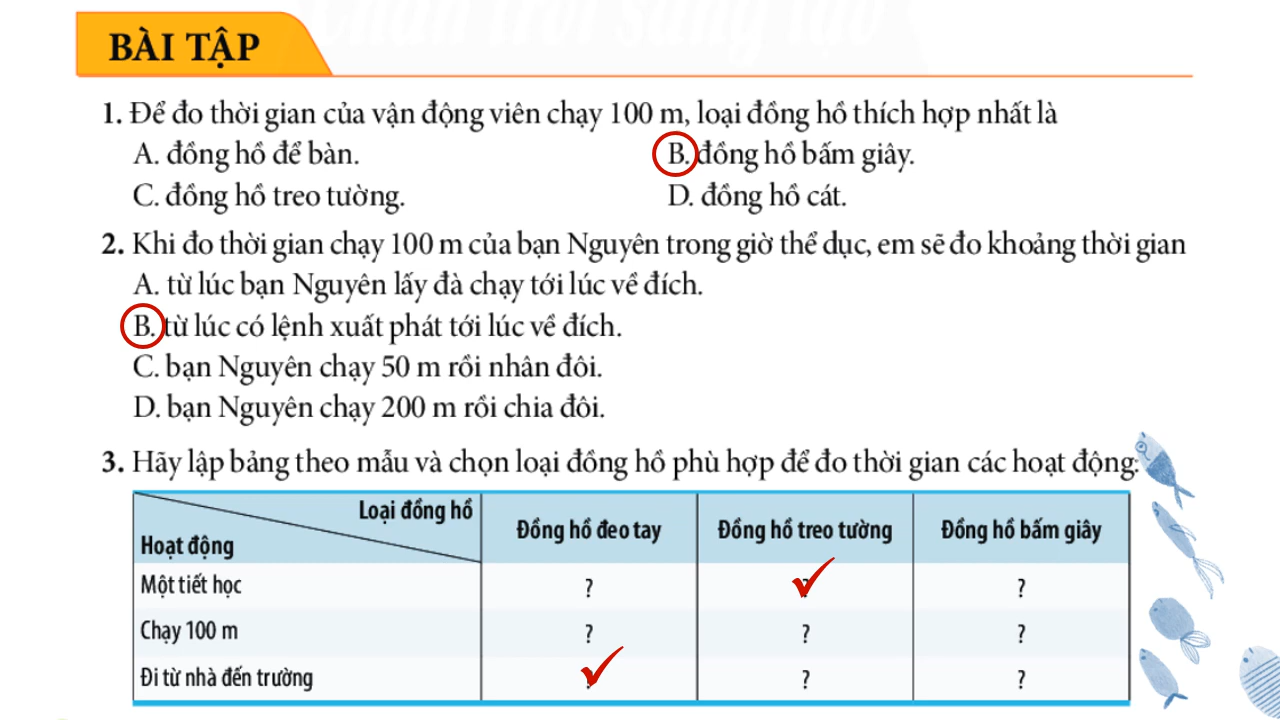 BÀI TẬP
1. Để đo thời gian của vận động viên chạy 100 m, loại đồng hồ thích hợp nhất là
A. đồng hồ để bàn. B. đồng hồ bấm giây.
C. đồng hồ treo tường. D. đồng hồ cát.
2. Khi đo thời gian chạy 100 m của bạn Nguyên trong giờ thể dục, em sẽ đo khoảng thời gian
A. từ lúc bạn Nguyên lấy đà chạy tới lúc về đích.
B. từ lúc có lệnh xuất phát tới lúc về đích.
C. bạn Nguyên chạy 50 m rồi nhân đôi.
D. bạn Nguyên chạy 200 m rồi chia đôi.
3. Hãy lập bảng theo mẫu và chọn loại đồng hồ phù hợp để đo thời gian các hoạt động:
Loại đồng hồ
Hoạt động
Đồng hồ đeo tay Đồng hồ treo tường Đồng hồ bấm giây
Một tiết học ? ✓ ?
Chạy 100 m ? ? ?
Đi từ nhà đến trường ✓ ? ?